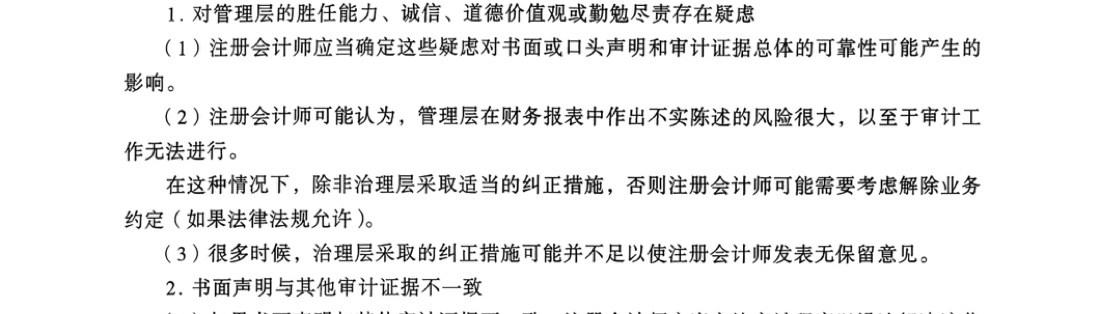 1. 对管理层的胜任能力、诚信、道德价值观或勤勉尽责存在疑虑
（1）注册会计师应当确定这些疑虑对书面或口头声明和审计证据总体的可靠性可能产生的
影响。
（2）注册会计师可能认为，管理层在财务报表中作出不实陈述的风险很大，以至于审计工
作无法进行。
在这种情况下，除非治理层采取适当的纠正措施，否则注册会计师可能需要考虑解除业务
约定（如果法律法规允许）。
（3）很多时候，治理层采取的纠正措施可能并不足以使注册会计师发表无保留意见。
2. 书面声明与其他审计证据不一致